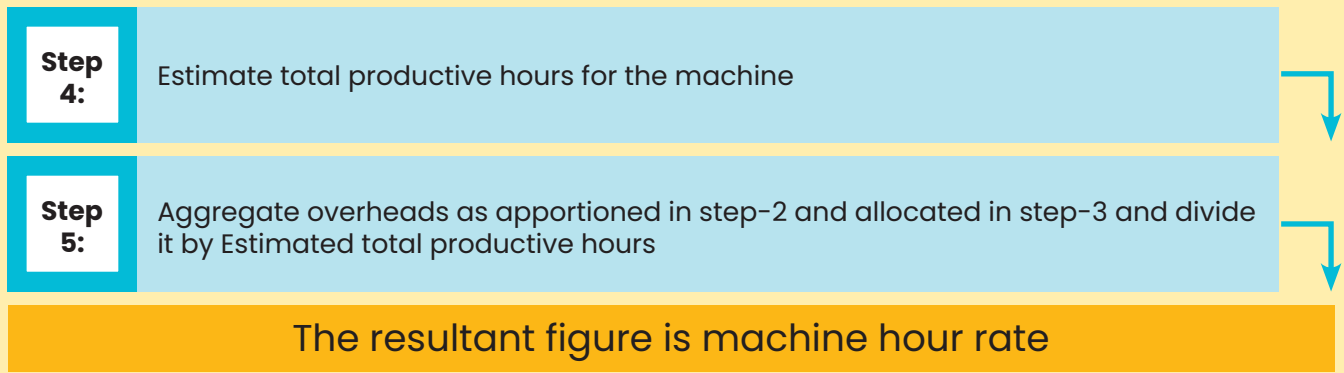 Step
4:
Estimate total productive hours for the machine
Step
5:
Aggregate overheads as apportioned in step-2 and allocated in step-3 and divide
it by Estimated total productive hours
The resultant figure is machine hour rate